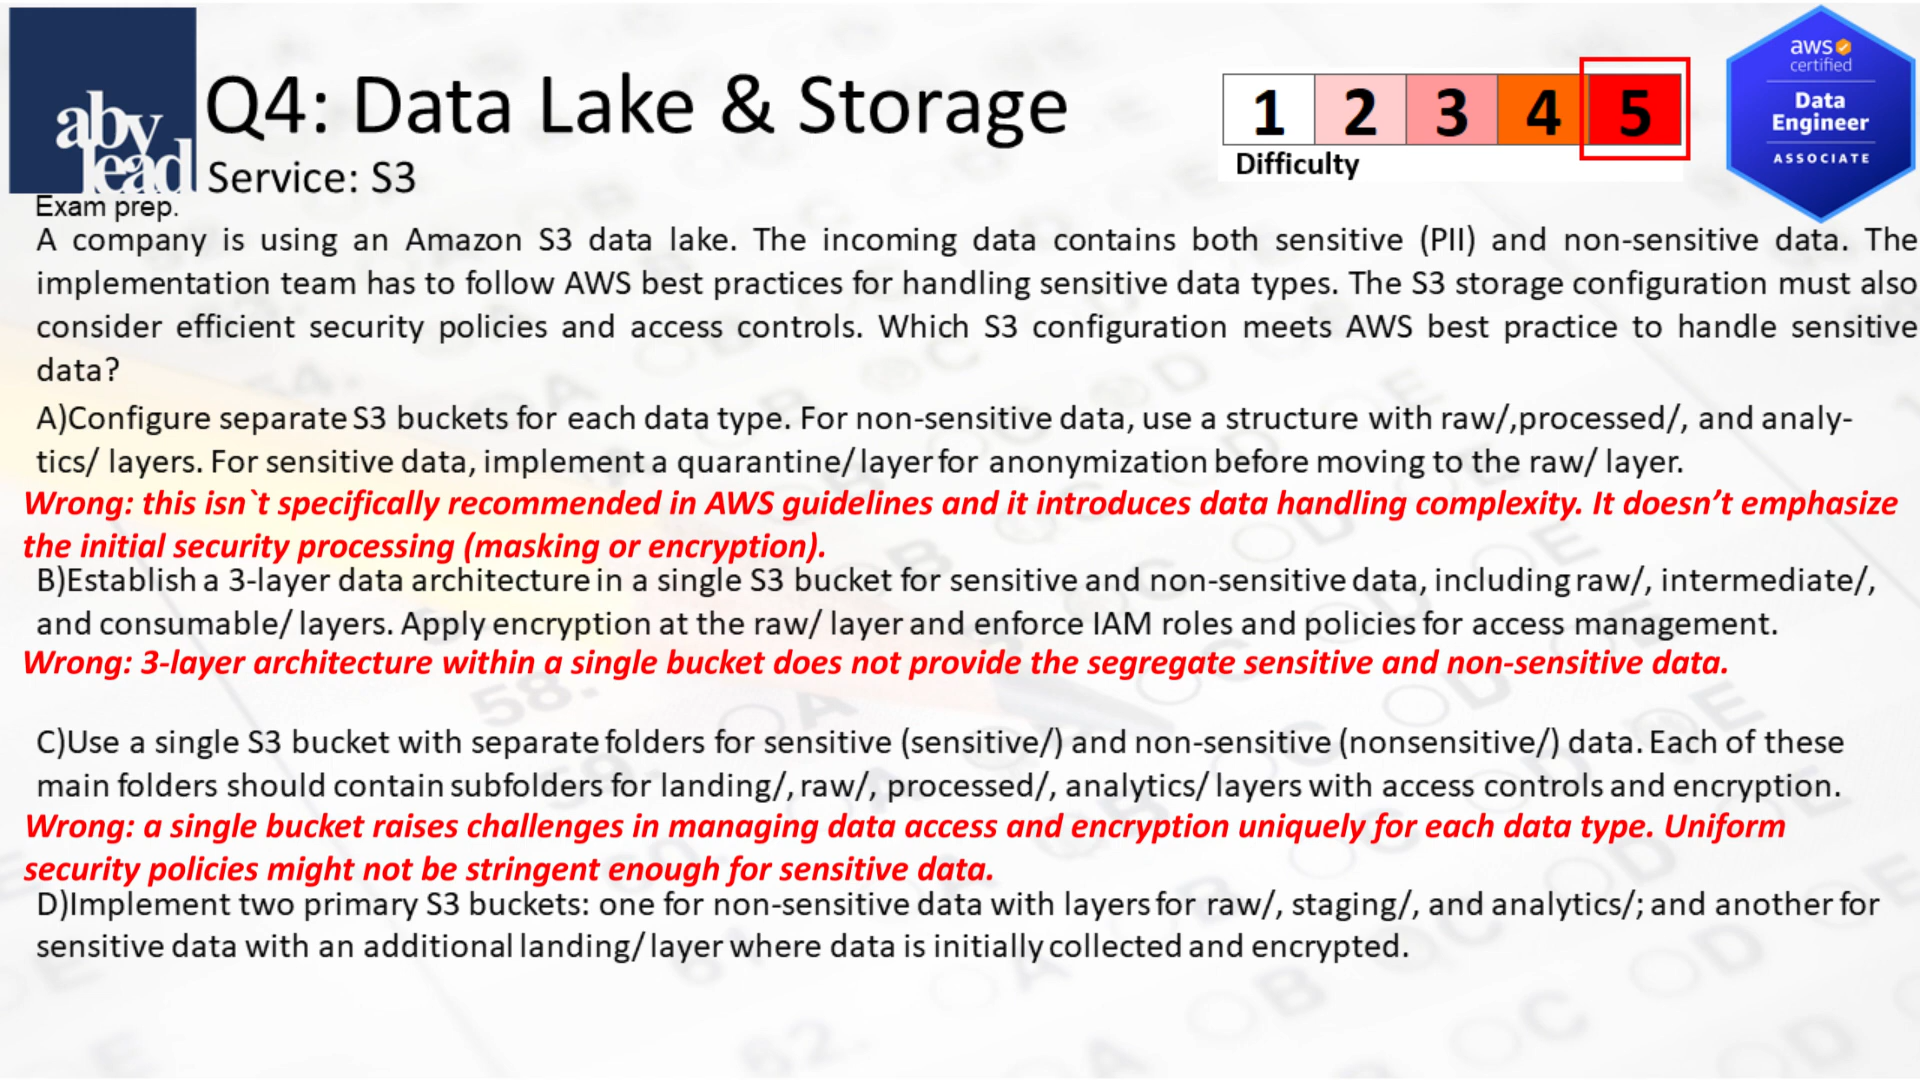 aby
lead
Q4: Data Lake & Storage
Service: S3
1 2 3 4 5
Difficulty
aws
certified
Data
Engineer
ASSOCIATE
Exam prep.
A company is using an Amazon S3 data lake. The incoming data contains both sensitive (PII) and non-sensitive data. The
implementation team has to follow AWS best practices for handling sensitive data types. The S3 storage configuration must also
consider efficient security policies and access controls. Which S3 configuration meets AWS best practice to handle sensitive
data?
A)Configure separate S3 buckets for each data type. For non-sensitive data, use a structure with raw/,processed/, and analy-
tics/ layers. For sensitive data, implement a quarantine/ layer for anonymization before moving to the raw/ layer.
Wrong: this isn`t specifically recommended in AWS guidelines and it introduces data handling complexity. It doesn’t emphasize
the initial security processing (masking or encryption).
B)Establish a 3-layer data architecture in a single S3 bucket for sensitive and non-sensitive data, including raw/, intermediate/,
and consumable/ layers. Apply encryption at the raw/ layer and enforce IAM roles and policies for access management.
Wrong: 3-layer architecture within a single bucket does not provide the segregate sensitive and non-sensitive data.
C)Use a single S3 bucket with separate folders for sensitive (sensitive/) and non-sensitive (nonsensitive/) data. Each of these
main folders should contain subfolders for landing/, raw/, processed/, analytics/ layers with access controls and encryption.
Wrong: a single bucket raises challenges in managing data access and encryption uniquely for each data type. Uniform
security policies might not be stringent enough for sensitive data.
D)Implement two primary S3 buckets: one for non-sensitive data with layers for raw/, staging/, and analytics/; and another for
sensitive data with an additional landing/ layer where data is initially collected and encrypted.